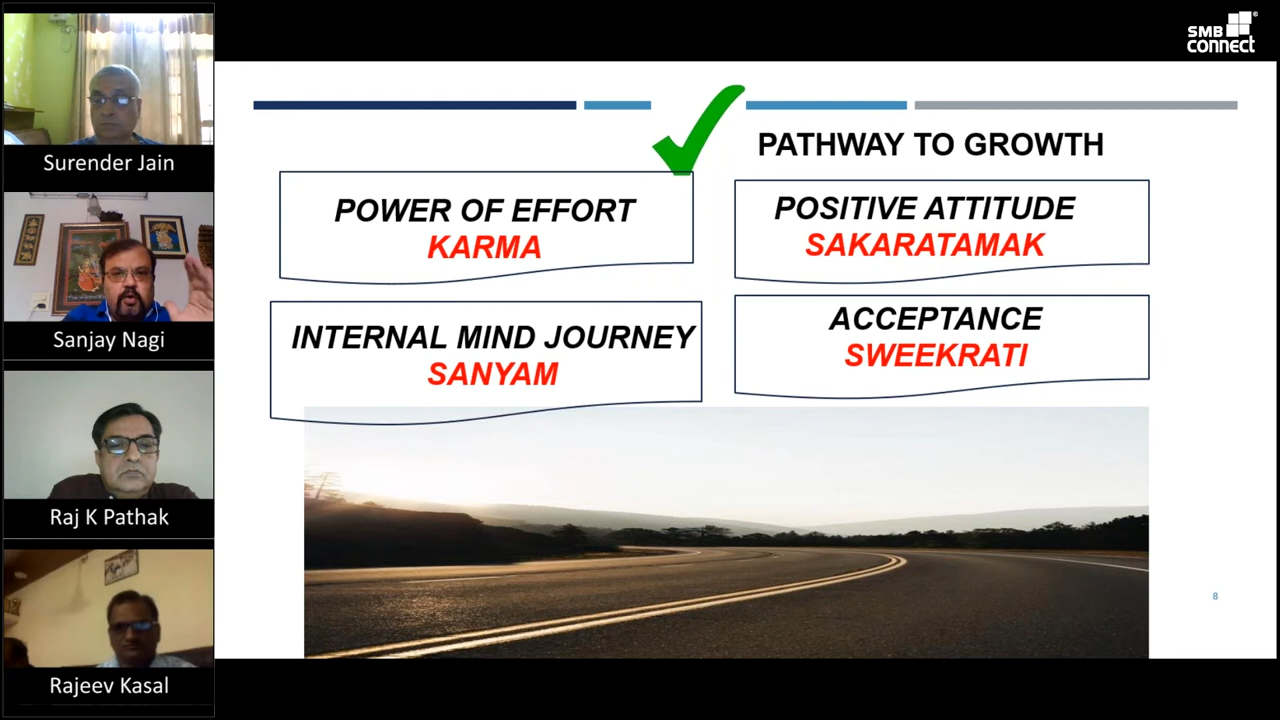 SMB
connect
Surender Jain
Sanjay Nagi
Raj K Pathak
Rajeev Kasal
PATHWAY TO GROWTH
POWER OF EFFORT
KARMA
POSITIVE ATTITUDE
SAKARATAMAK
INTERNAL MIND JOURNEY
SANYAM
ACCEPTANCE
SWEEKRATI
8